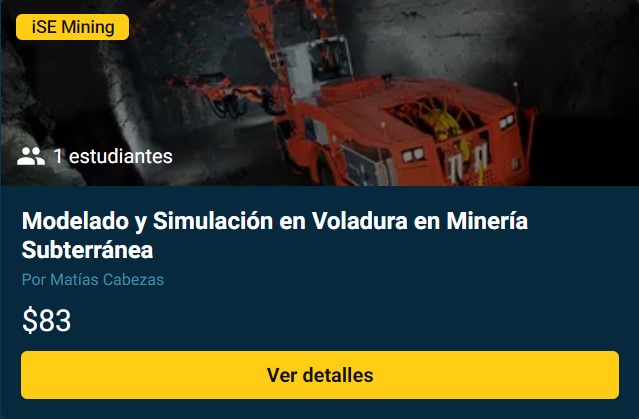 iSE Mining
1 estudiantes
Modelado y Simulación en Voladura en Minería
Subterránea
Por Matías Cabezas
$83
Ver detalles